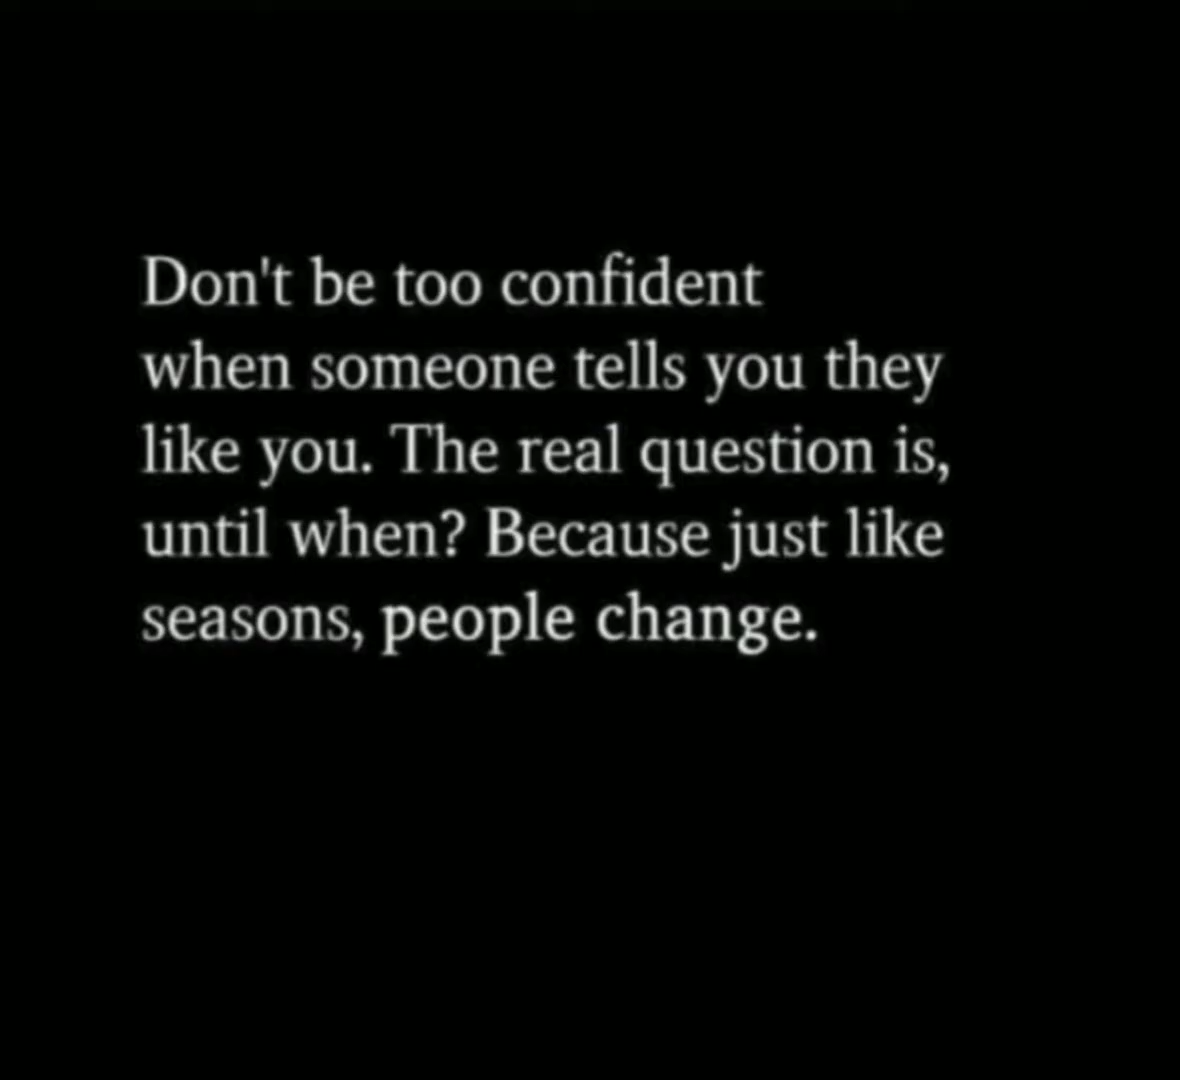 Don't be too confident
when someone tells you they
like you. The real question is,
until when? Because just like
seasons, people change.